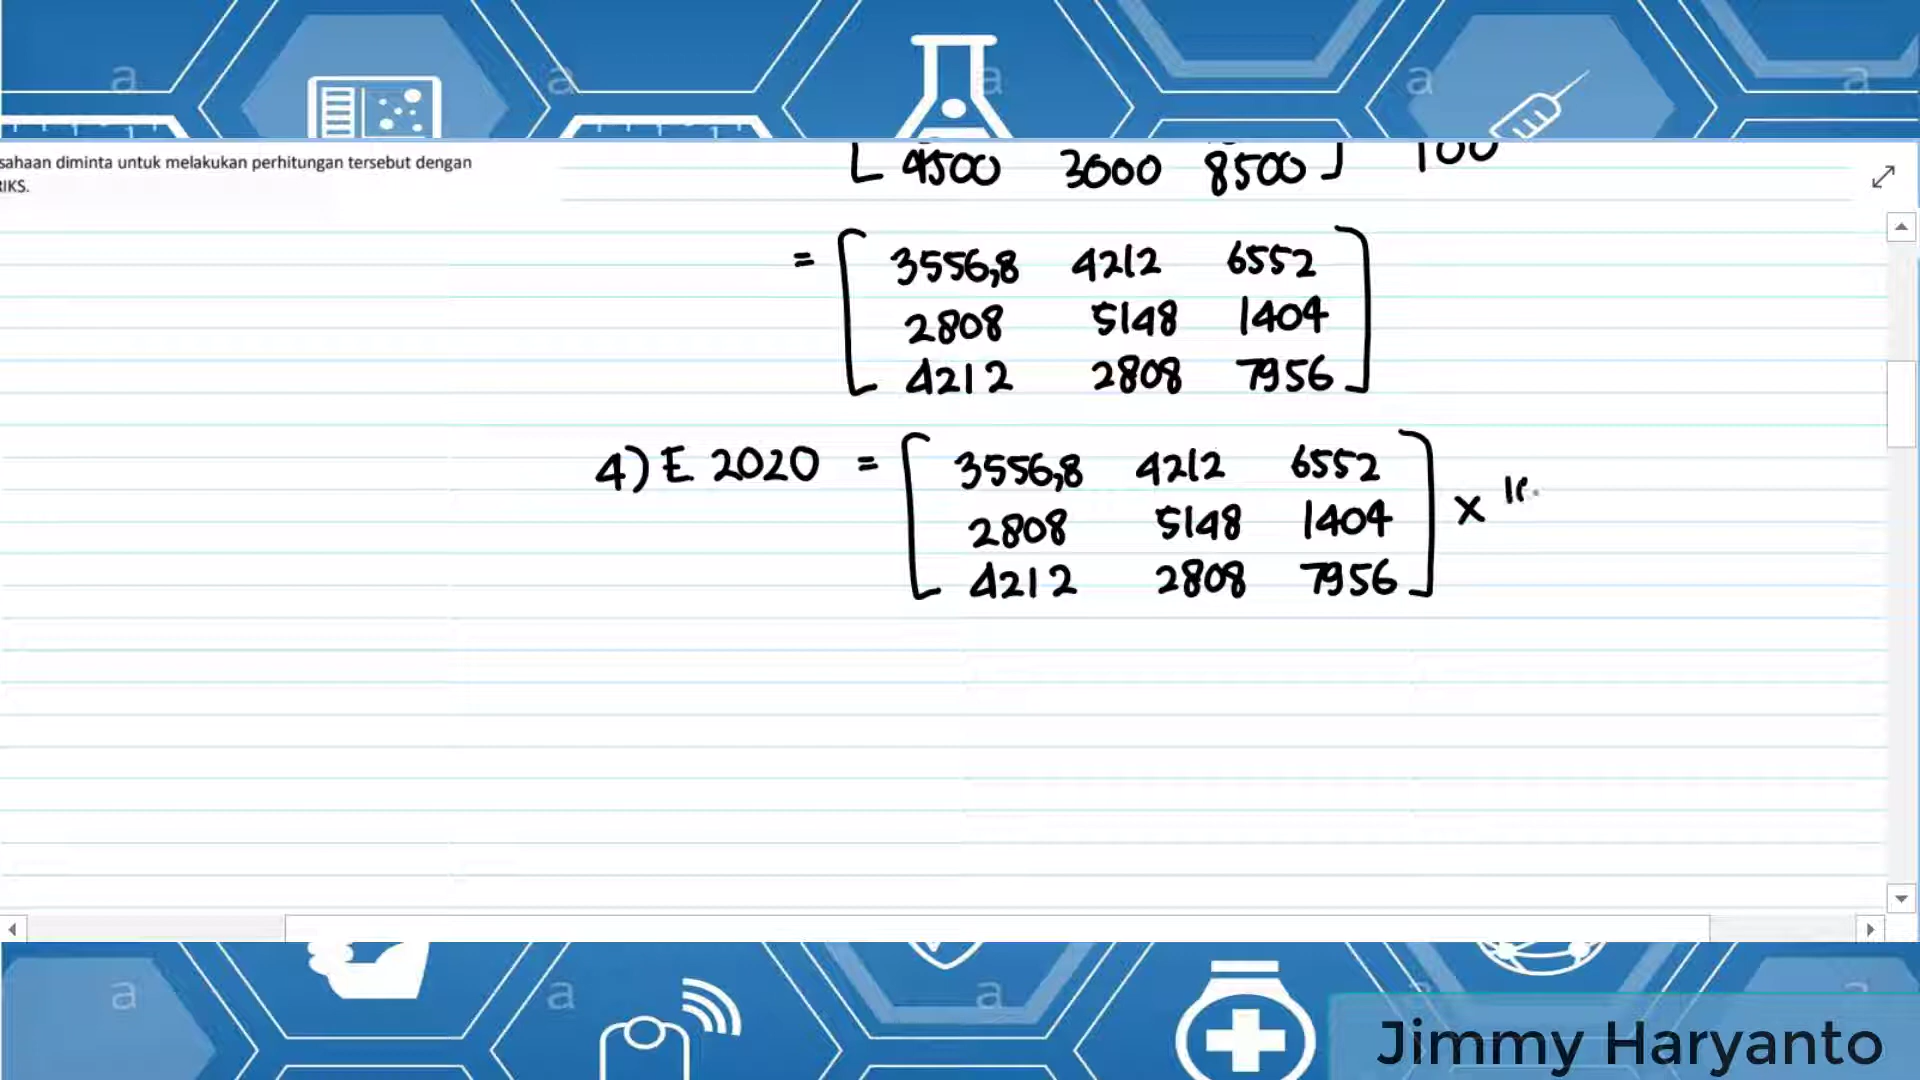 sahaan diminta untuk melakukan perhitungan tersebut dengan
RIKS.
4500 3000 8500 100
= 3556,8 4212 6552
2808 5148 1404
4212 2808 7956
4) E 2020 = 3556,8 4212 6552
2808 5148 1404 ×
4212 2808 7956
Jimmy Haryanto